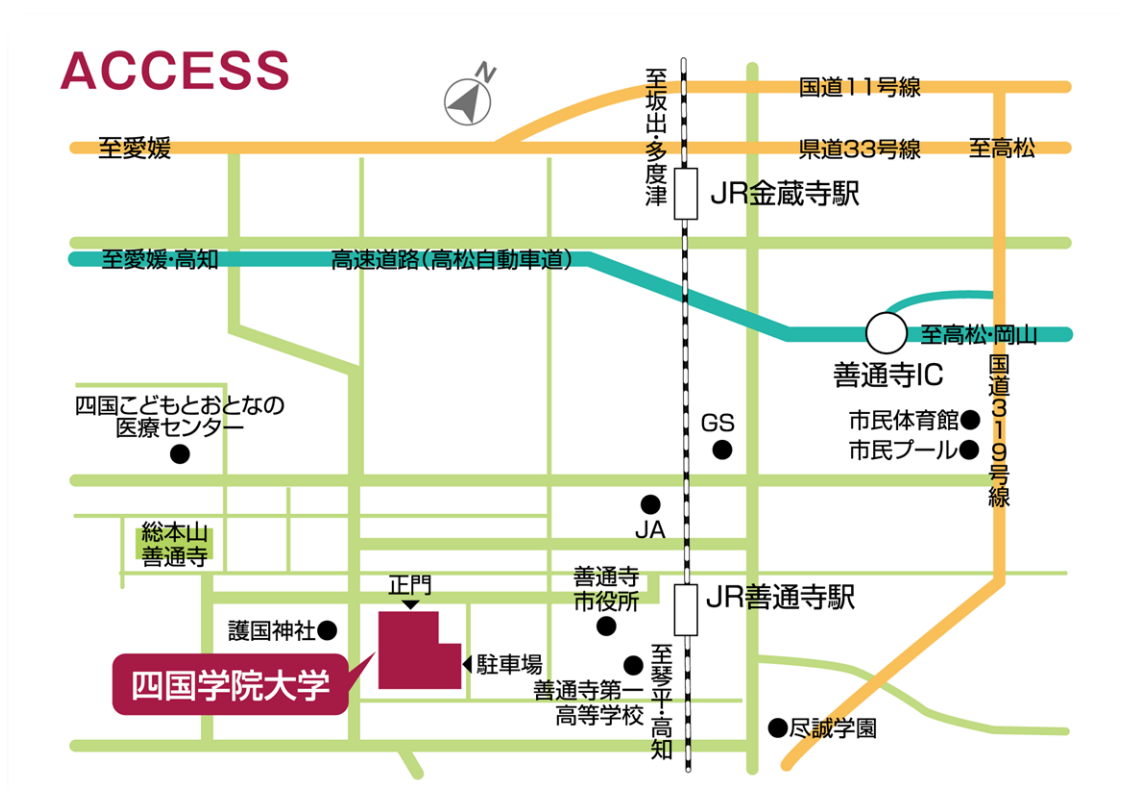 ACCESS
N
国道11号線
至愛媛
県道33号線
至高松
至坂出・多度津
JR金蔵寺駅
至愛媛・高知
高速道路(高松自動車道)
至高松・岡山
善通寺IC
国道319号線
四国こどもとおとなの
医療センター
GS
市民体育館
市民プール
JA
総本山
善通寺
正門
善通寺
市役所
JR善通寺駅
護国神社
駐車場
四国学院大学
善通寺第一
高等学校
至琴平・高知
尽誠学園